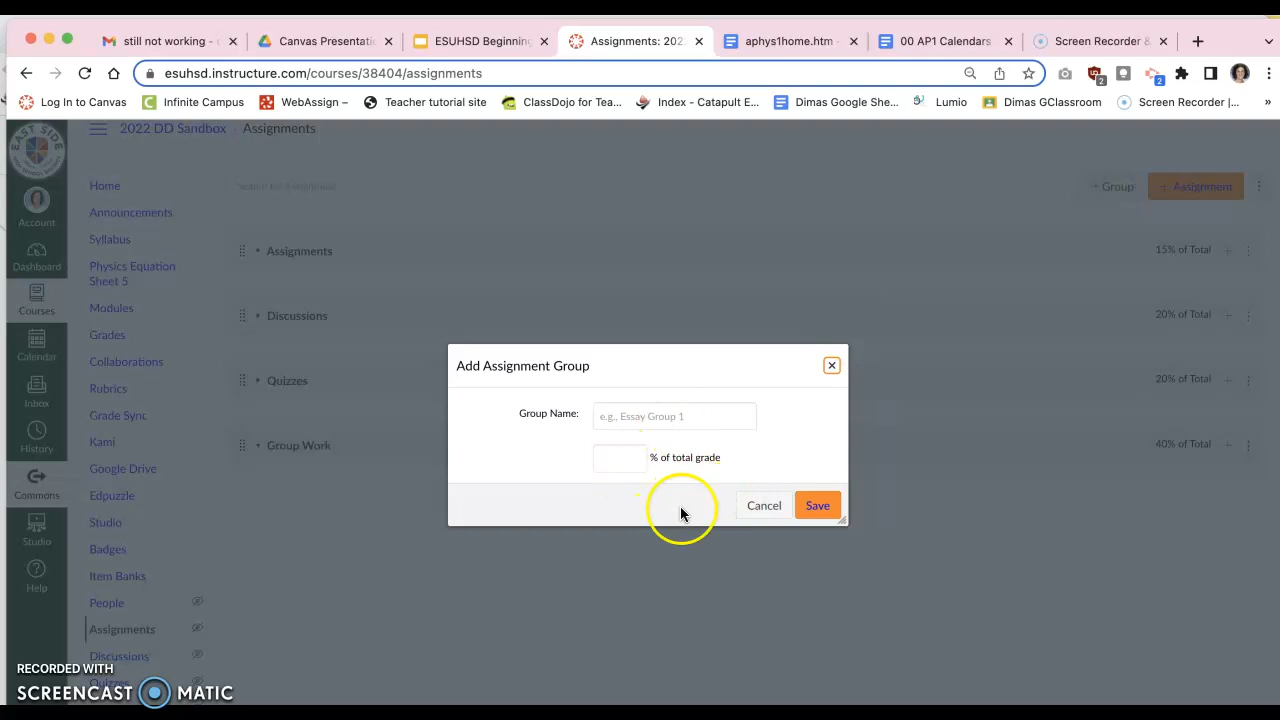 still not working -
Canvas Presentati
ESUHSD Beginning
Assignments: 202
aphys1home.htm
00 AP1 Calendars
Screen Recorder &
esuhsd.instructure.com/courses/38404/assignments
2
2
Log In to Canvas
Infinite Campus
WebAssign –
Teacher tutorial site
ClassDojo for Tea...
Index - Catapult E...
Dimas Google She...
Lumio
Dimas GClassroom
Screen Recorder |...
»
EAST SIDE
2022 DD Sandbox
Assignments
Account
Dashboard
Courses
Calendar
Inbox
History
Commons
Studio
Help
Home
Announcements
Syllabus
Physics Equation
Sheet 5
Modules
Grades
Collaborations
Rubrics
Grade Sync
Kami
Google Drive
Edpuzzle
Studio
Badges
Item Banks
People
Assignments
Discussions
Quizzes
+ Group
+ Assignment
Assignments
15% of Total
Discussions
20% of Total
Quizzes
20% of Total
Group Work
40% of Total
Add Assignment Group
Group Name:
e.g., Essay Group 1
% of total grade
Cancel
Save
RECORDED WITH
SCREENCAST MATIC